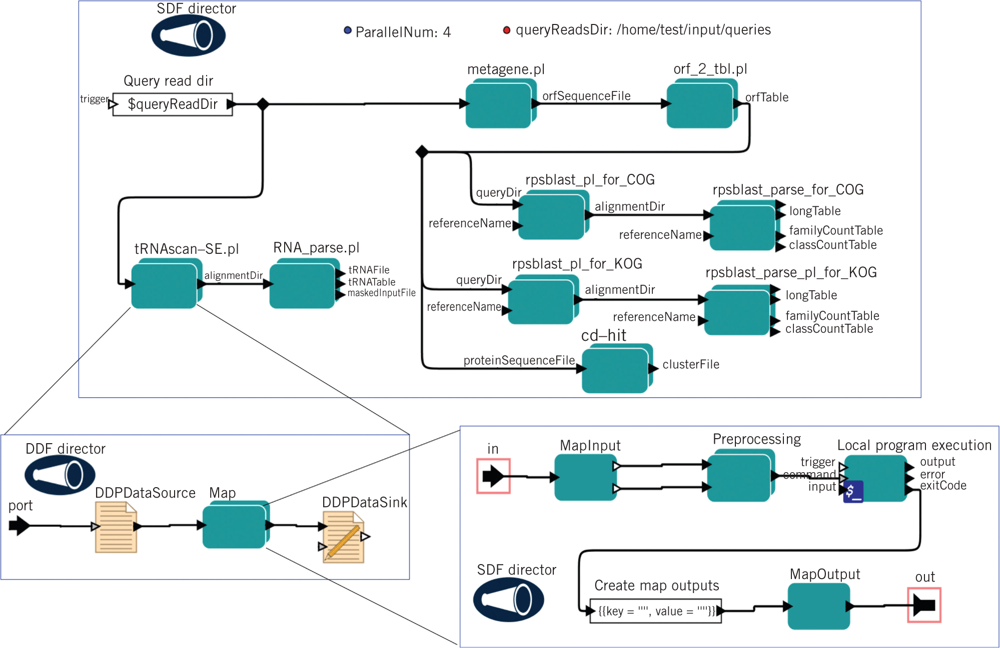 SDF director
ParallelNum: 4
queryReadsDir: /home/test/input/queries
Query read dir
trigger
$queryReadDir
metagene.pl
orfSequenceFile
orf_2_tbl.pl
orfTable
rpsblast_pl_for_COG
queryDir
referenceName
alignmentDir
rpsblast_parse_for_COG
referenceName
longTable
familyCountTable
classCountTable
tRNAscan–SE.pl
alignmentDir
RNA_parse.pl
tRNAFile
tRNATable
maskedInputFile
rpsblast_pl_for_KOG
queryDir
referenceName
alignmentDir
rpsblast_parse_pl_for_KOG
referenceName
longTable
familyCountTable
classCountTable
cd–hit
proteinSequenceFile
clusterFile
DDF director
port
DDPDataSource
Map
DDPDataSink
in
MapInput
Preprocessing
Local program execution
trigger
command
input
$_
output
error
exitCode
SDF director
Create map outputs
{{key = "", value = ""}}
MapOutput
out